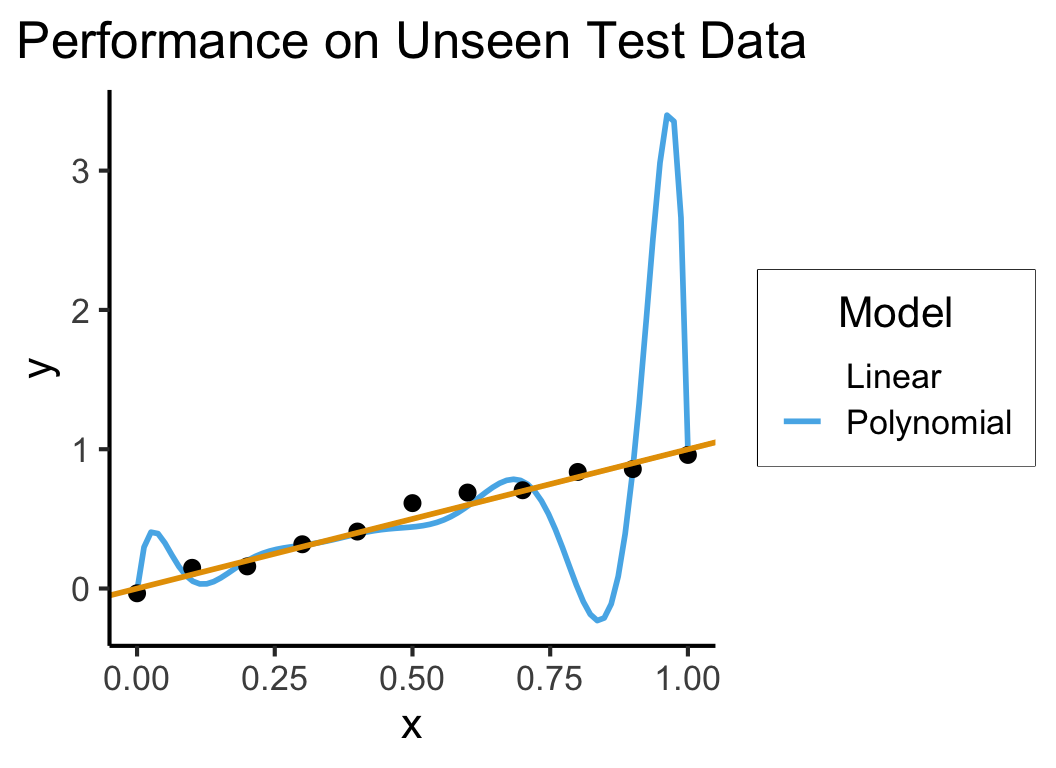 Performance on Unseen Test Data
3
2
1
0
y
0.00 0.25 0.50 0.75 1.00
x
Model
Linear
Polynomial